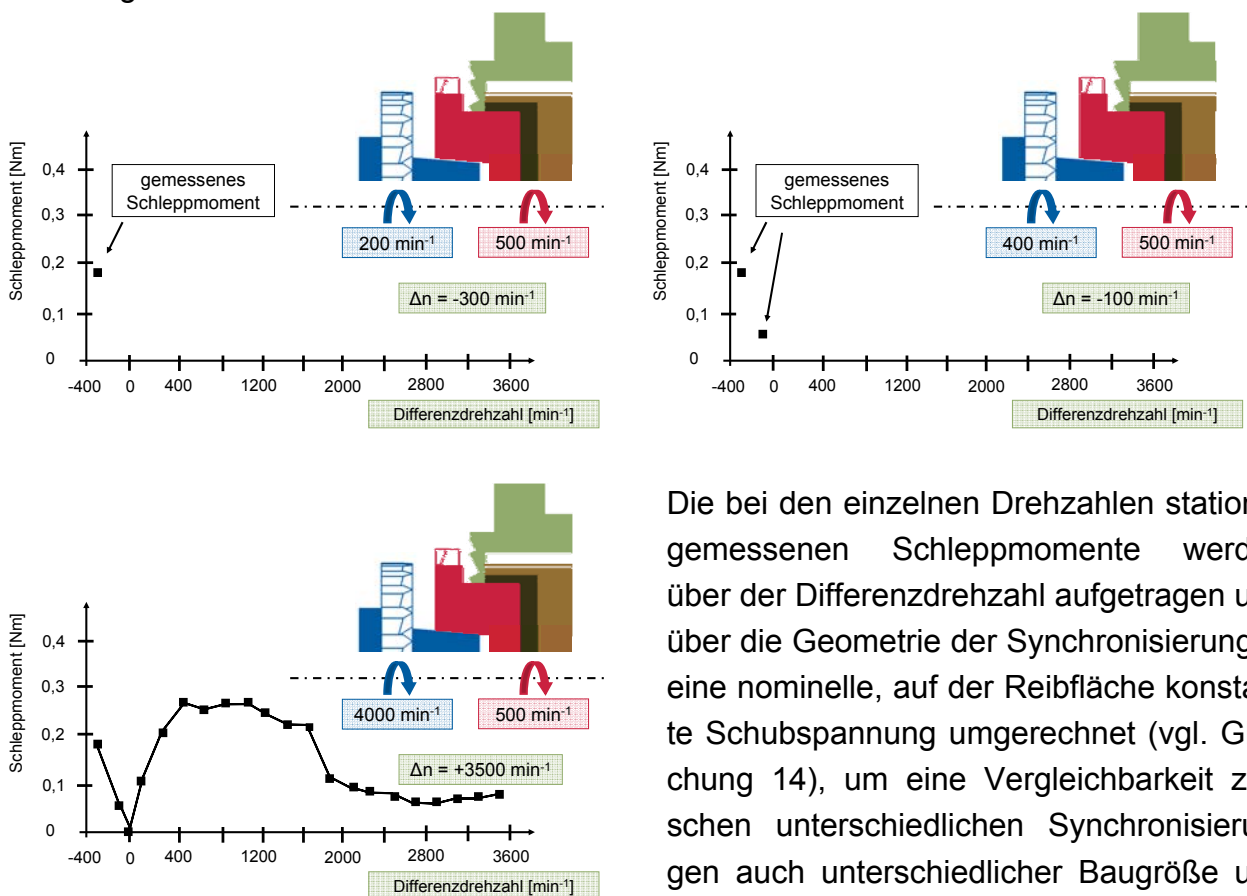 Schleppmoment [Nm]
0,4
0,3
0,2
0,1
0
gemessenes
Schleppmoment
200 min-1
500 min-1
Δn = -300 min-1
-400 0 400 1200 2000 2800 3600
Differenzdrehzahl [min-1]
Schleppmoment [Nm]
0,4
0,3
0,2
0,1
0
gemessenes
Schleppmoment
400 min-1
500 min-1
Δn = -100 min-1
-400 0 400 1200 2000 2800 3600
Differenzdrehzahl [min-1]
Schleppmoment [Nm]
0,4
0,3
0,2
0,1
0
4000 min-1
500 min-1
Δn = +3500 min-1
-400 0 400 1200 2000 2800 3600
Differenzdrehzahl [min-1]
Die bei den einzelnen Drehzahlen station
gemessenen Schleppmomente werd
über der Differenzdrehzahl aufgetragen u
über die Geometrie der Synchronisierung
eine nominelle, auf der Reibfläche konsta
te Schubspannung umgerechnet (vgl. G
chung 14), um eine Vergleichbarkeit z
schen unterschiedlichen Synchronisieru
gen auch unterschiedlicher Baugröße u